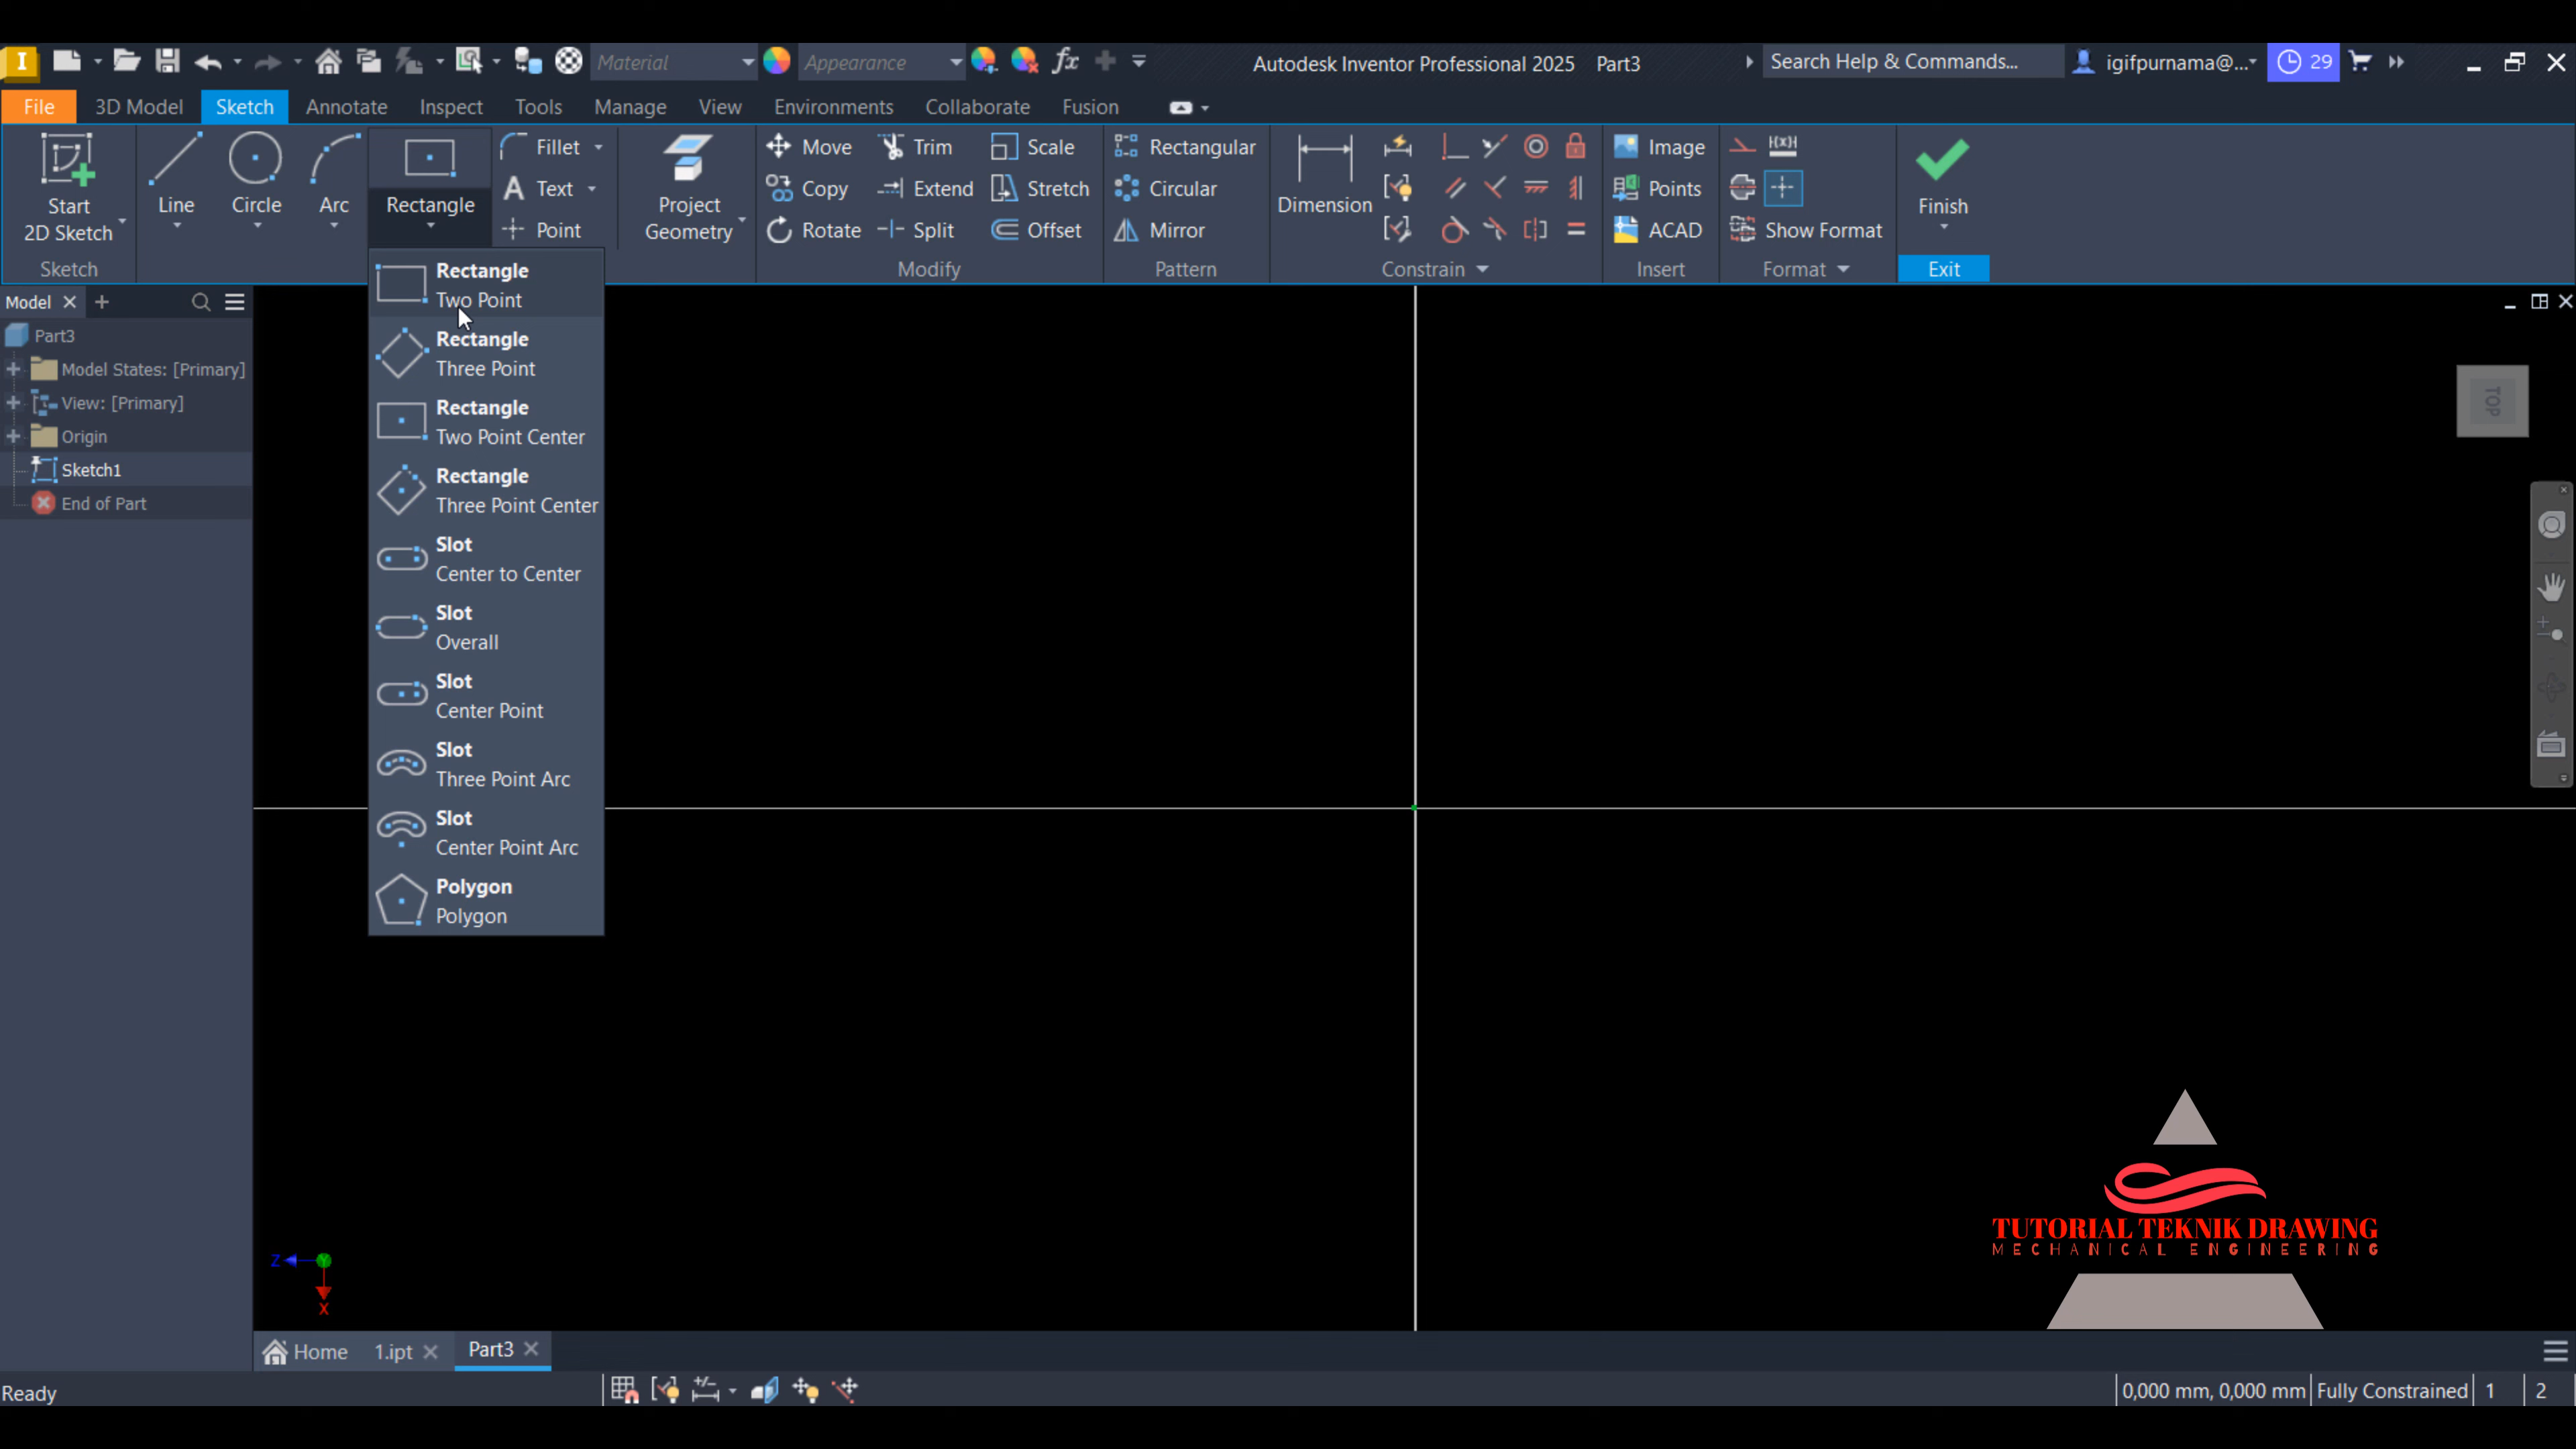 I
Material
Appearance
fx
Autodesk Inventor Professional 2025 Part3
Search Help & Commands...
igifpurnama@...
29
File 3D Model Sketch Annotate Inspect Tools Manage View Environments Collaborate Fusion
Start
2D Sketch
Line
Circle
Arc
Rectangle
Fillet
A Text
Point
Project
Geometry
Move
Copy
Rotate
Trim
Extend
Split
Scale
Stretch
Offset
Rectangular
Circular
Mirror
Dimension
Image
Points
ACAD
Show Format
Finish
Sketch
Modify
Pattern
Constrain
Insert
Format
Exit
Model
Part3
Model States: [Primary]
View: [Primary]
Origin
Sketch1
End of Part
Rectangle
Two Point
Rectangle
Three Point
Rectangle
Two Point Center
Rectangle
Three Point Center
Slot
Center to Center
Slot
Overall
Slot
Center Point
Slot
Three Point Arc
Slot
Center Point Arc
Polygon
Polygon
TOP
Z
X
TUTORIAL TEKNIK DRAWING
MECHANICAL ENGINEERING
Home 1.ipt Part3
Ready
0,000 mm, 0,000 mm Fully Constrained 1 2